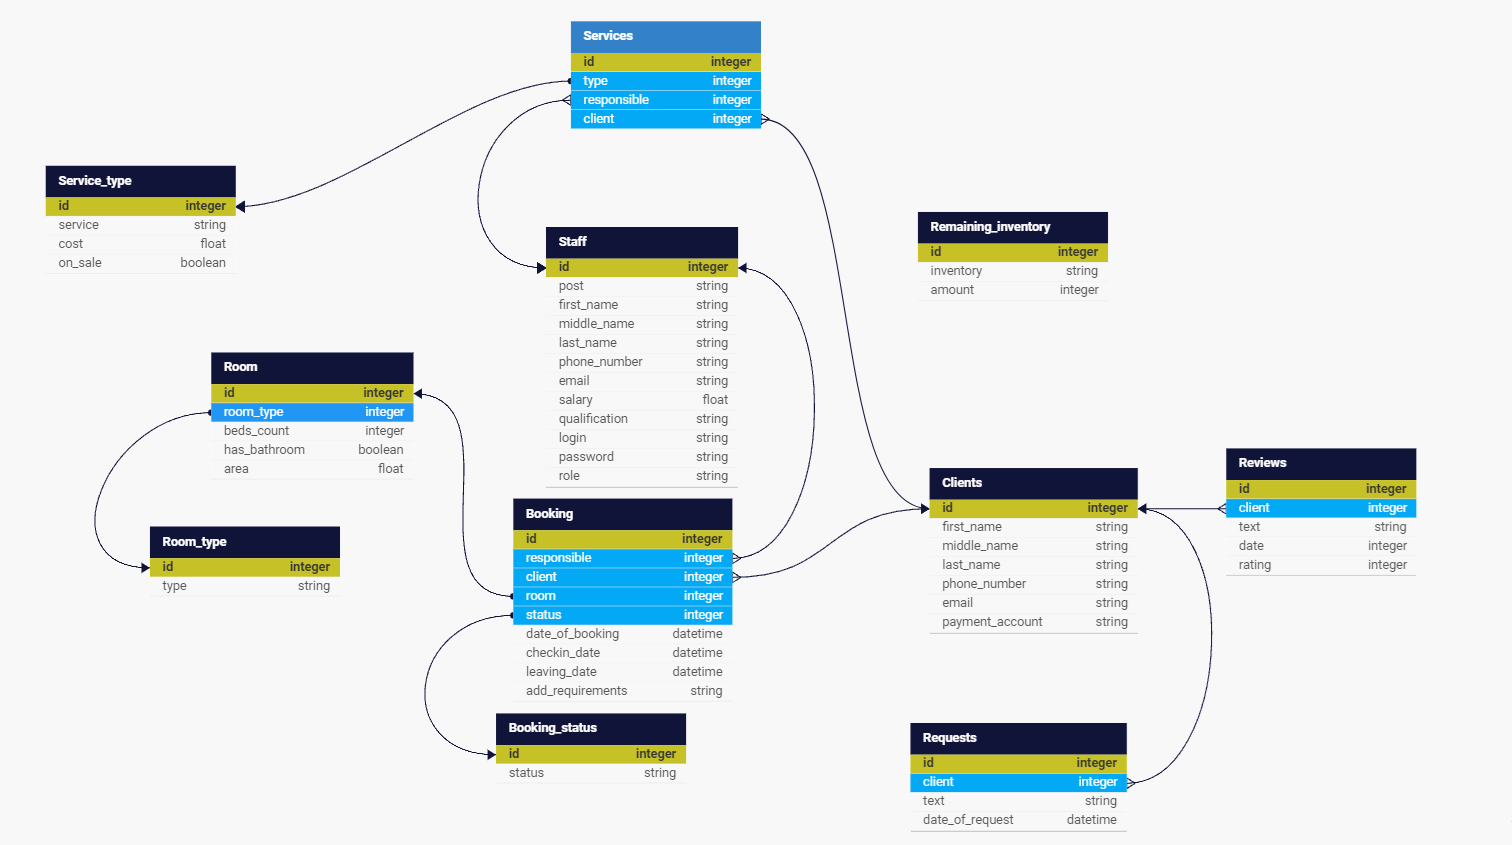 Services
id integer
type integer
responsible integer
client integer
Service_type
id integer
service string
cost float
on_sale boolean
Staff
id integer
post string
first_name string
middle_name string
last_name string
phone_number string
email string
salary float
qualification string
login string
password string
role string
Remaining_inventory
id integer
inventory string
amount integer
Room
id integer
room_type integer
beds_count integer
has_bathroom boolean
area float
Room_type
id integer
type string
Booking
id integer
responsible integer
client integer
room integer
status integer
date_of_booking datetime
checkin_date datetime
leaving_date datetime
add_requirements string
Booking_status
id integer
status string
Clients
id integer
first_name string
middle_name string
last_name string
phone_number string
email string
payment_account string
Reviews
id integer
client integer
text string
date integer
rating integer
Requests
id integer
client integer
text string
date_of_request datetime